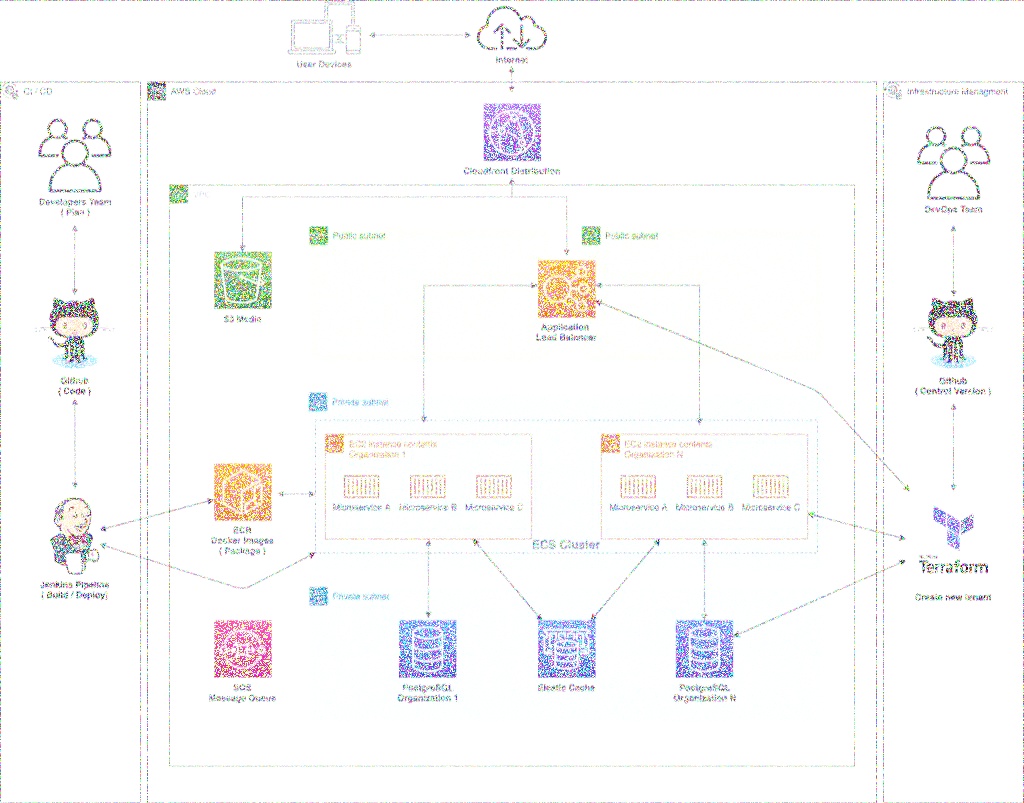 User Devices
Internet
CI / CD
AWS Cloud
Infrastructure Managment
Cloudfront Distribution
Developers Team
( Plan )
DevOps Team
Public subnet
Public subnet
S3 Media
Application
Load Balancer
Github
( Code )
Github
( Control Version )
Private subnet
EC2 instance contents
Organization 1
EC2 instance contents
Organization N
Microservice A
Microservice B
Microservice C
Microservice A
Microservice B
Microservice C
ECR
Docker Images
( Package )
ECS Cluster
Jenkins Pipeline
( Build / Deploy)
Terraform
Create new tenant
Private subnet
SQS
Message Queue
PostgreSQL
Organization 1
Elastic Cache
PostgreSQL
Organization N